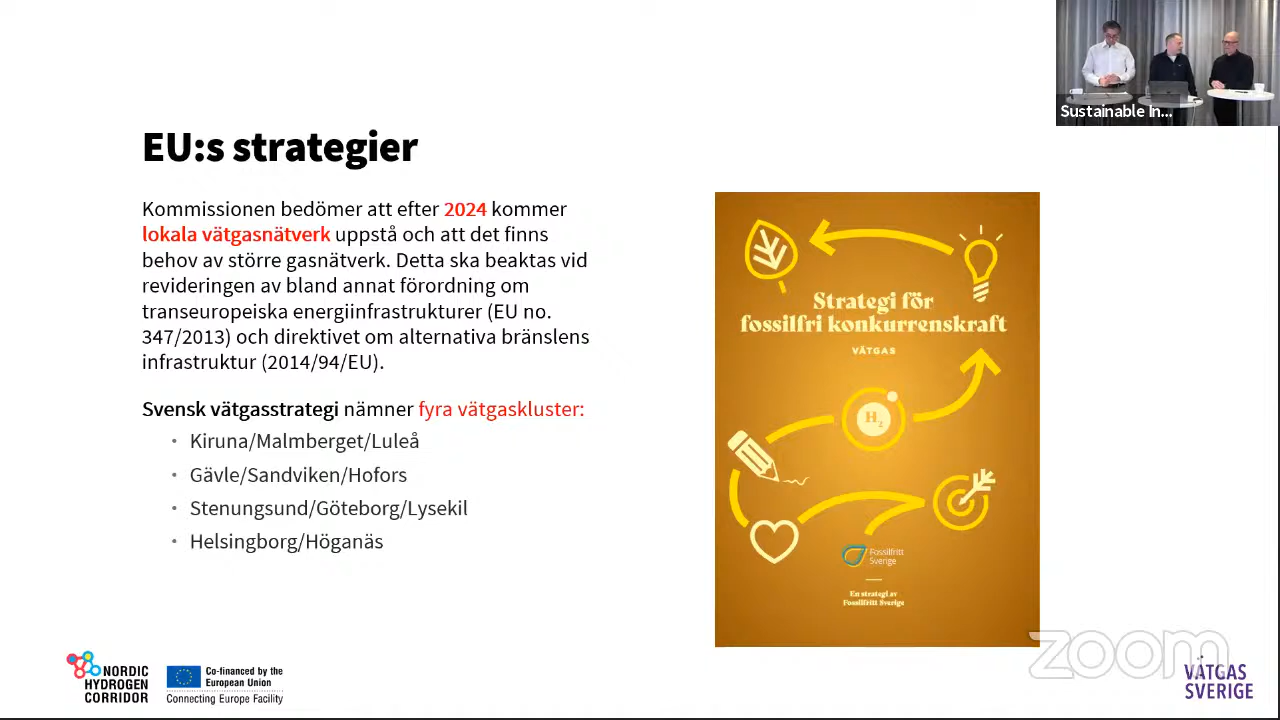 Sustainable In...
EU:s strategier
Kommissionen bedömer att efter 2024 kommer
lokala vätgasnätverk uppstå och att det finns
behov av större gasnätverk. Detta ska beaktas vid
revideringen av bland annat förordning om
transeuropeiska energiinfrastrukturer (EU no.
347/2013) och direktivet om alternativa bränslens
infrastruktur (2014/94/EU).
Svensk vätgasstrategi nämner fyra vätgaskluster:
• Kiruna/Malmberget/Luleå
• Gävle/Sandviken/Hofors
• Stenungsund/Göteborg/Lysekil
• Helsingborg/Höganäs
Strategi för
fossilfri konkurrenskraft
VÄTGAS
H2
Fossilfritt
Sverige
En strategi av
Fossilfritt Sverige
NORDIC
HYDROGEN
CORRIDOR
Co-financed by the
European Union
Connecting Europe Facility
zoom
VÄTGAS
SVERIGE